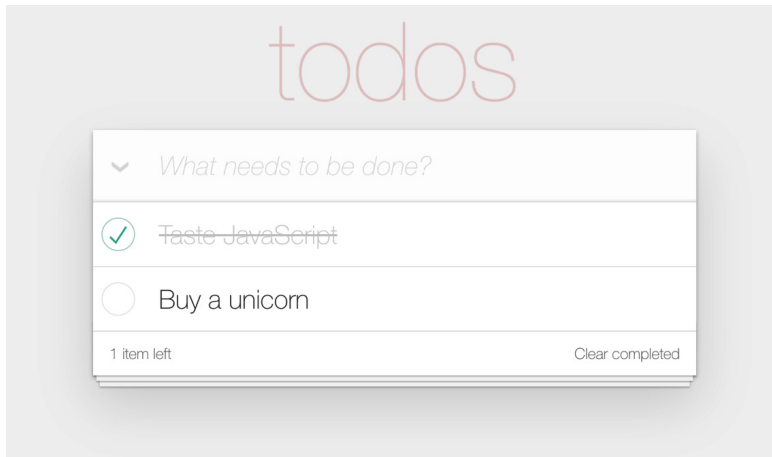 todos
What needs to be done?
Taste JavaScript
Buy a unicorn
1 item left Clear completed